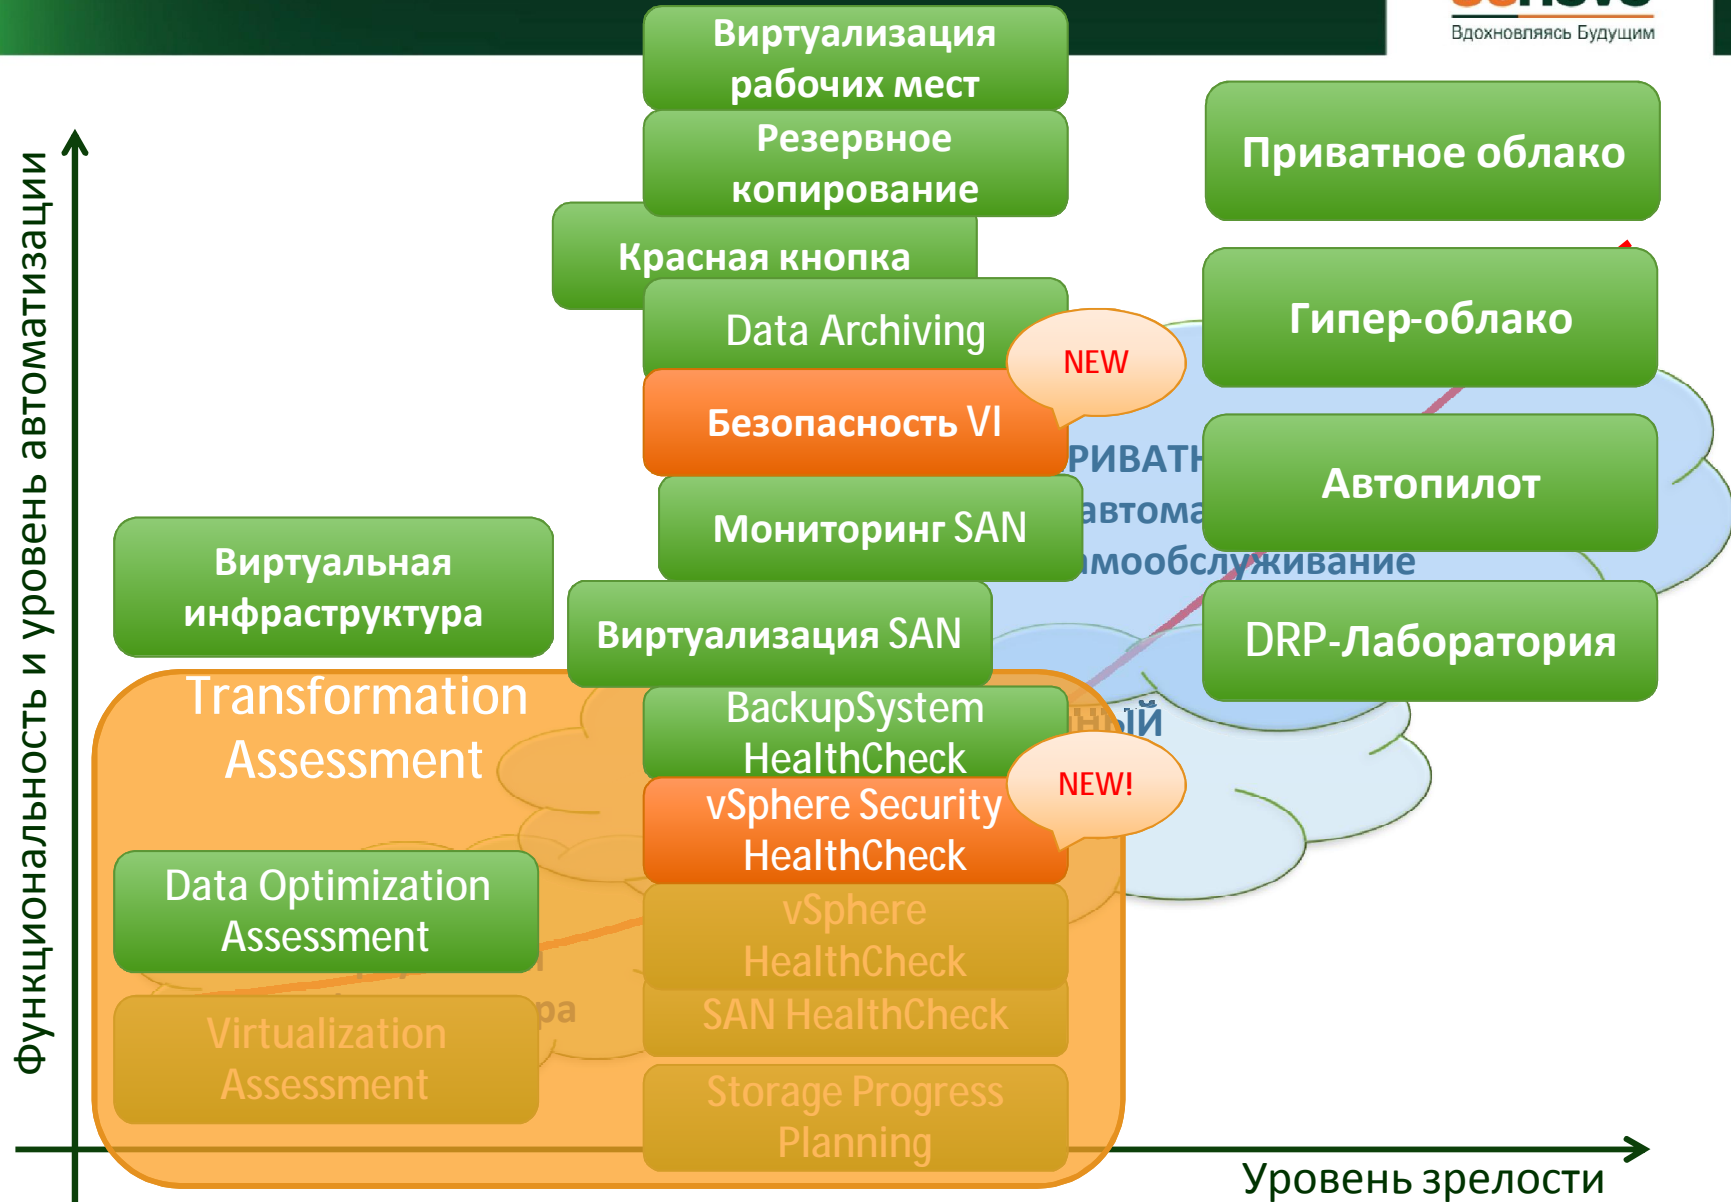 Вдохновляясь Будущим
Функциональность и уровень автоматизации
Виртуализация
рабочих мест
Резервное
копирование
Красная кнопка
Data Archiving
NEW
Безопасность VI
Мониторинг SAN
Виртуальная
инфраструктура
Виртуализация SAN
Приватное облако
Гипер-облако
Автопилот
DRP-Лаборатория
самообслуживание
Transformation
Assessment
BackupSystem
HealthCheck
NEW!
vSphere Security
HealthCheck
Data Optimization
Assessment
vSphere
HealthCheck
Virtualization
Assessment
SAN HealthCheck
Storage Progress
Planning
Уровень зрелости